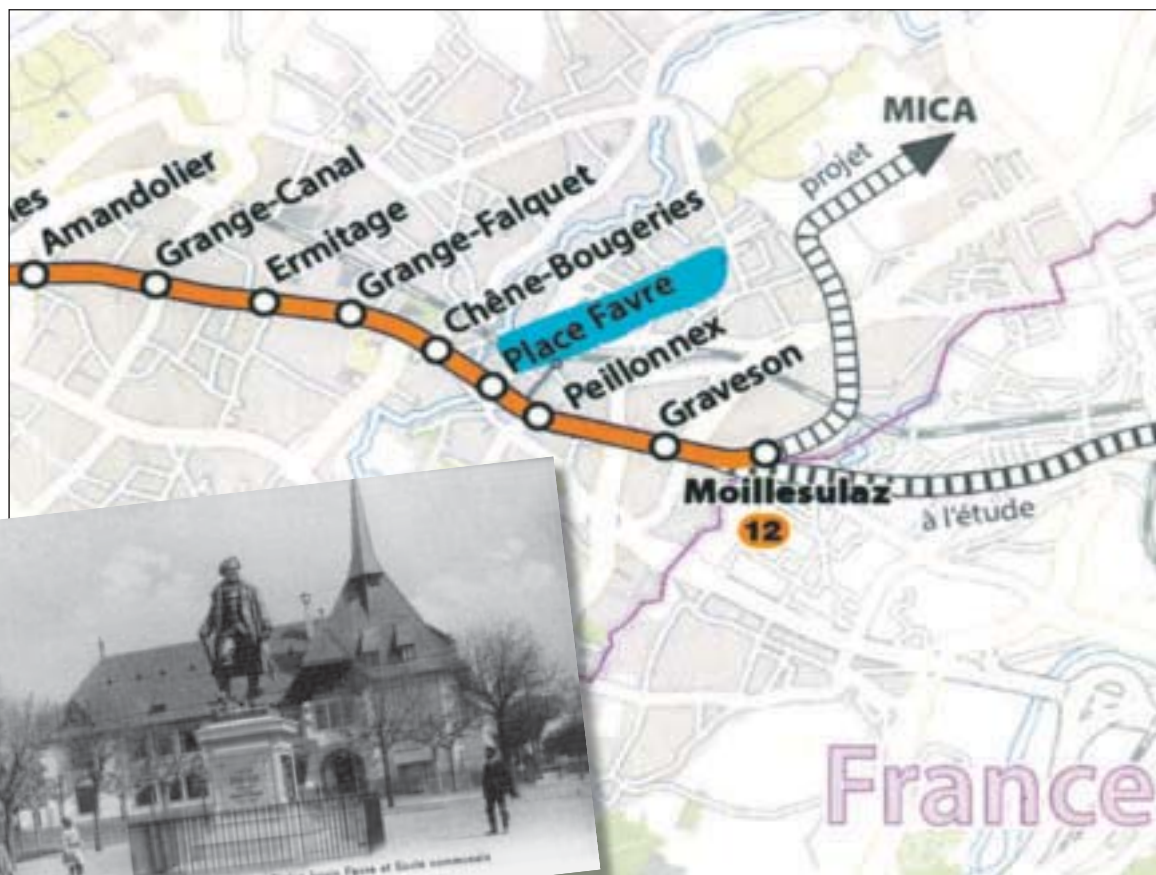 MICA
projet
Amandolier
Grange-Canal
Ermitage
Grange-Falquet
Chêne-Bougeries
Place Favre
Peillonnex
Graveson
Moillesulaz
12
à l'étude
France
Favre et Ecole communale